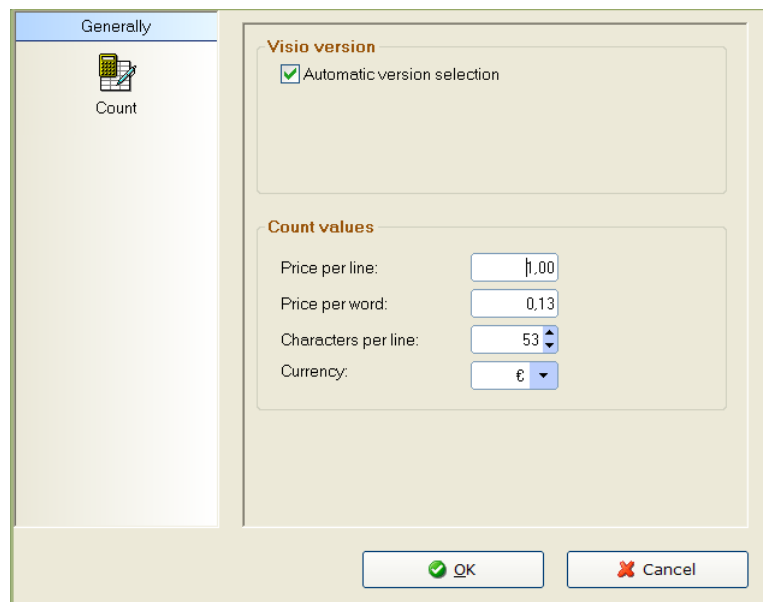 Generally
Count
Visio version
Automatic version selection
Count values
Price per line: 1,00
Price per word: 0,13
Characters per line: 53
Currency: €
OK
Cancel